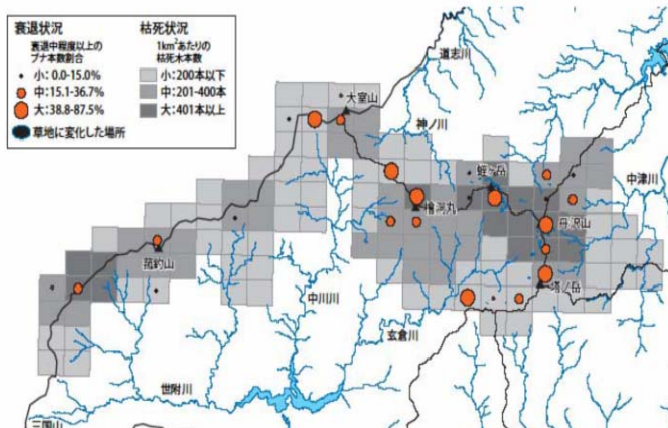 衰退状況
衰退中程度以上の
ブナ本数割合
小：0.0-15.0%
中：15.1-36.7%
大：38.8-87.5%
草地に変化した場所
枯死状況
1km²あたりの
枯死木本数
小：200本以下
中：201-400本
大：401本以上
道志川
大室山
神ノ川
蛭ヶ岳
中津川
檜洞丸
丹沢山
菰釣山
塔ノ岳
中川川
玄倉川
世附川
三国山